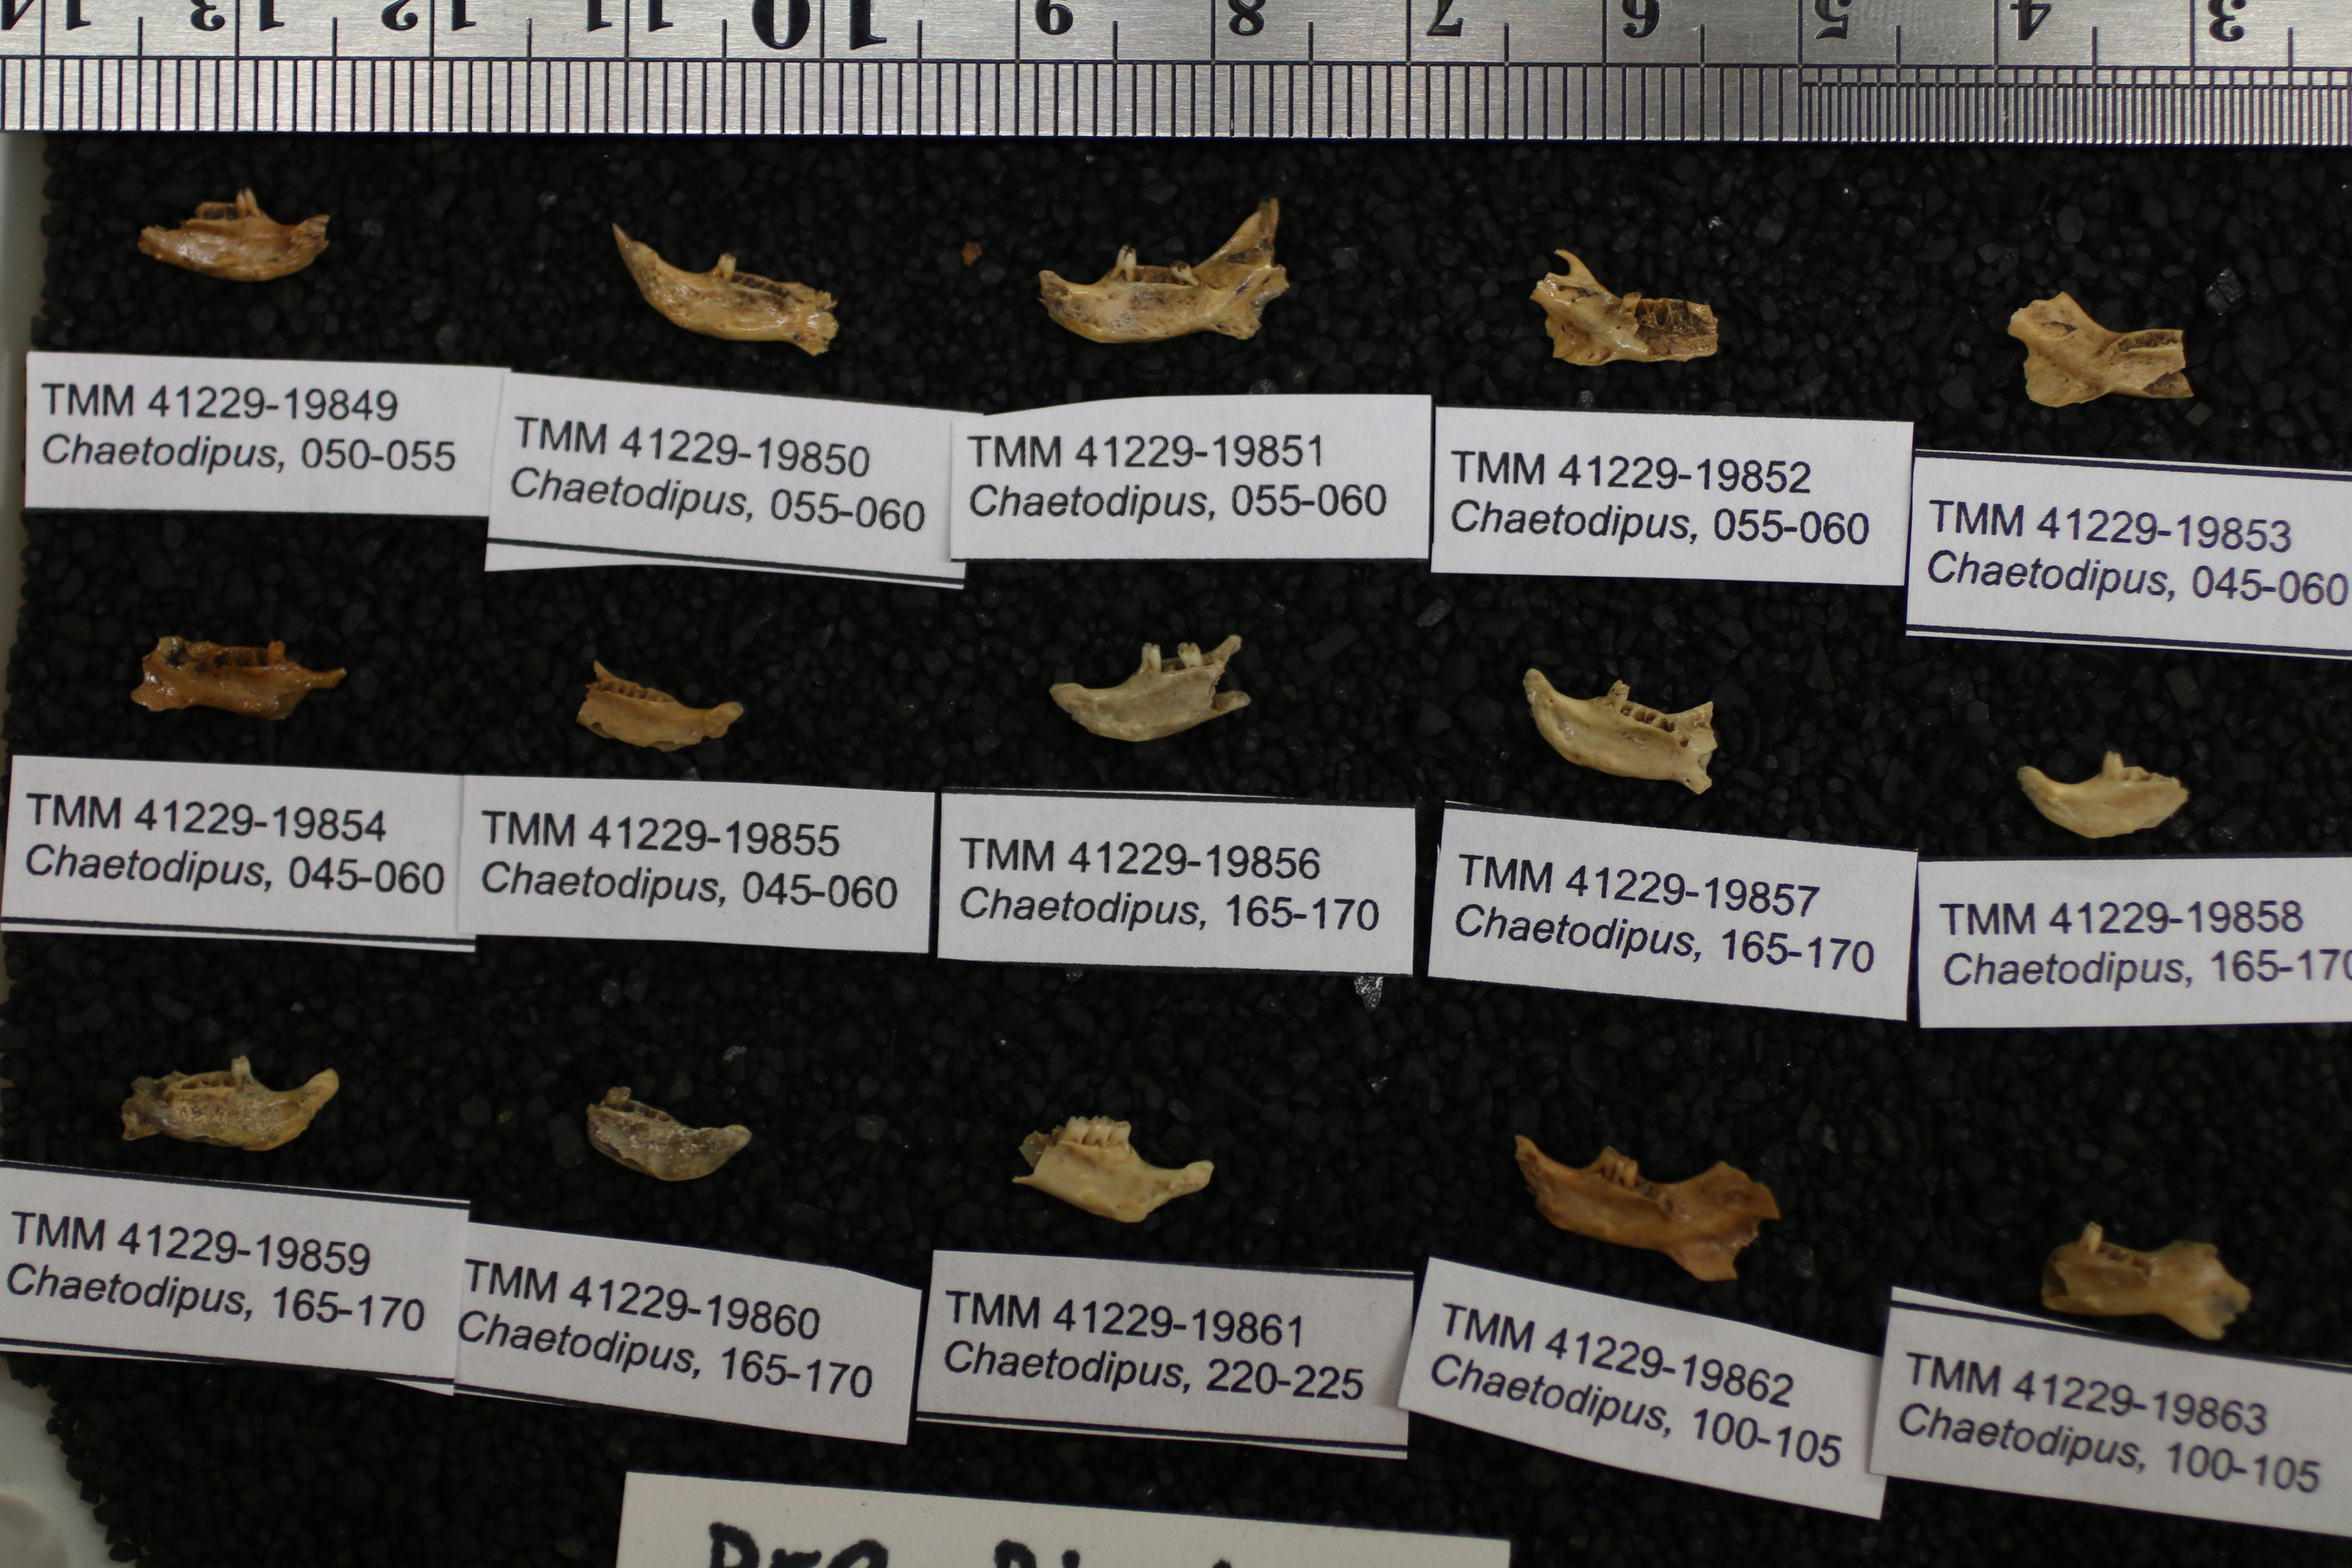 14 13 12 11 10 9 8 7 6 5 4 3
TMM 41229-19849
Chaetodipus, 050-055
TMM 41229-19850
Chaetodipus, 055-060
TMM 41229-19851
Chaetodipus, 055-060
TMM 41229-19852
Chaetodipus, 055-060
TMM 41229-19853
Chaetodipus, 045-060
TMM 41229-19854
Chaetodipus, 045-060
TMM 41229-19855
Chaetodipus, 045-060
TMM 41229-19856
Chaetodipus, 165-170
TMM 41229-19857
Chaetodipus, 165-170
TMM 41229-19858
Chaetodipus, 165-170
TMM 41229-19859
Chaetodipus, 165-170
TMM 41229-19860
Chaetodipus, 165-170
TMM 41229-19861
Chaetodipus, 220-225
TMM 41229-19862
Chaetodipus, 100-105
TMM 41229-19863
Chaetodipus, 100-105